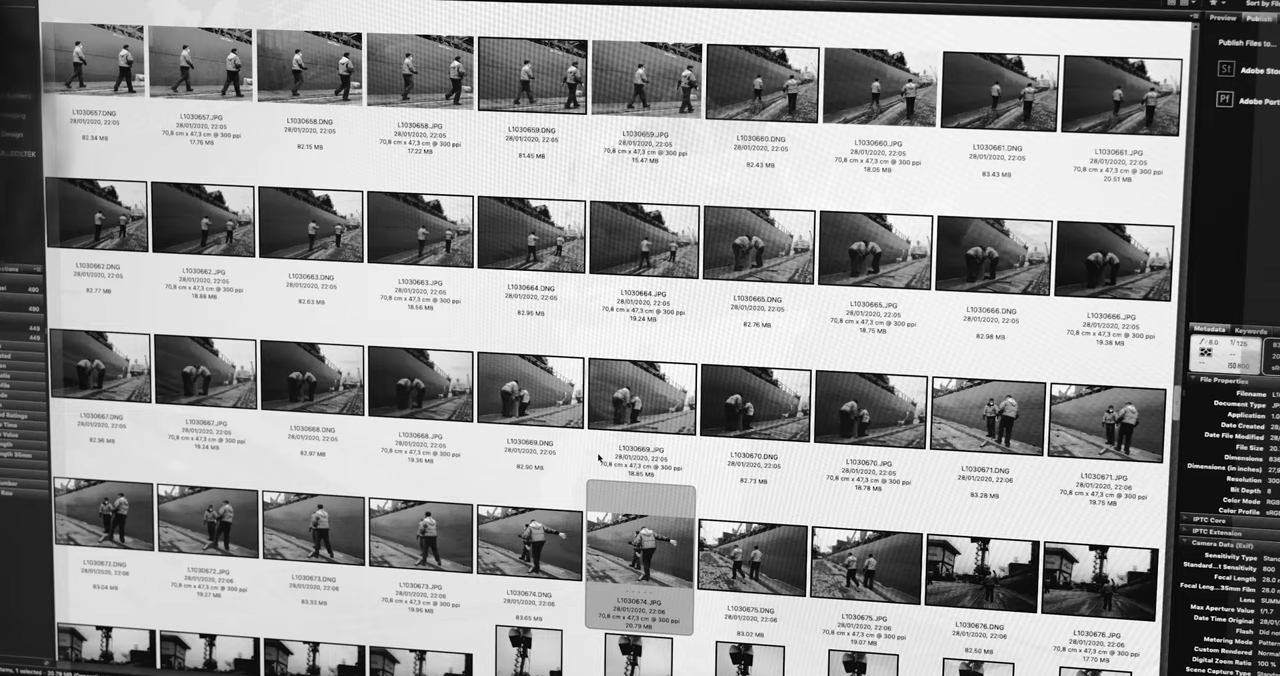 Sort by
Preview Publish
Publish Files to...
St Adobe
Pf Adobe
L1030657.DNG
28/01/2020, 22:05
82.34 MB
L1030657.JPG
28/01/2020, 22:05
70,8 cm x 47,3 cm @ 300 ppi
17.76 MB
L1030658.DNG
28/01/2020, 22:05
82.15 MB
L1030658.JPG
28/01/2020, 22:05
70,8 cm x 47,3 cm @ 300 ppi
17.22 MB
L1030659.DNG
28/01/2020, 22:05
81.45 MB
L1030659.JPG
28/01/2020, 22:05
70,8 cm x 47,3 cm @ 300 ppi
15.47 MB
L1030660.DNG
28/01/2020, 22:05
82.43 MB
L1030660.JPG
28/01/2020, 22:05
70,8 cm x 47,3 cm @ 300 ppi
18.05 MB
L1030661.DNG
28/01/2020, 22:05
83.43 MB
L1030661.JPG
28/01/2020, 22:05
70,8 cm x 47,3 cm @ 300 ppi
20.51 MB
L1030662.DNG
28/01/2020, 22:05
82.77 MB
L1030662.JPG
28/01/2020, 22:05
70,8 cm x 47,3 cm @ 300 ppi
18.88 MB
L1030663.DNG
28/01/2020, 22:05
82.63 MB
L1030663.JPG
28/01/2020, 22:05
70,8 cm x 47,3 cm @ 300 ppi
18.56 MB
L1030664.DNG
28/01/2020, 22:05
82.95 MB
L1030664.JPG
28/01/2020, 22:05
70,8 cm x 47,3 cm @ 300 ppi
19.24 MB
L1030665.DNG
28/01/2020, 22:05
82.76 MB
L1030665.JPG
28/01/2020, 22:05
70,8 cm x 47,3 cm @ 300 ppi
18.75 MB
L1030666.DNG
28/01/2020, 22:05
82.98 MB
L1030666.JPG
28/01/2020, 22:05
70,8 cm x 47,3 cm @ 300 ppi
19.38 MB
L1030667.DNG
28/01/2020, 22:05
82.96 MB
L1030667.JPG
28/01/2020, 22:05
70,8 cm x 47,3 cm @ 300 ppi
19.24 MB
L1030668.DNG
28/01/2020, 22:05
82.97 MB
L1030668.JPG
28/01/2020, 22:05
70,8 cm x 47,3 cm @ 300 ppi
19.36 MB
L1030669.DNG
28/01/2020, 22:05
82.90 MB
L1030669.JPG
28/01/2020, 22:05
70,8 cm x 47,3 cm @ 300 ppi
18.85 MB
L1030670.DNG
28/01/2020, 22:05
82.73 MB
L1030670.JPG
28/01/2020, 22:05
70,8 cm x 47,3 cm @ 300 ppi
18.78 MB
L1030671.DNG
28/01/2020, 22:06
83.28 MB
L1030671.JPG
28/01/2020, 22:06
70,8 cm x 47,3 cm @ 300 ppi
19.75 MB
L1030672.DNG
28/01/2020, 22:06
83.04 MB
L1030672.JPG
28/01/2020, 22:06
70,8 cm x 47,3 cm @ 300 ppi
19.27 MB
L1030673.DNG
28/01/2020, 22:06
83.33 MB
L1030673.JPG
28/01/2020, 22:06
70,8 cm x 47,3 cm @ 300 ppi
19.96 MB
L1030674.DNG
28/01/2020, 22:06
83.65 MB
L1030674.JPG
28/01/2020, 22:06
70,8 cm x 47,3 cm @ 300 ppi
20.79 MB
L1030675.DNG
28/01/2020, 22:06
83.02 MB
L1030675.JPG
28/01/2020, 22:06
70,8 cm x 47,3 cm @ 300 ppi
19.07 MB
L1030676.DNG
28/01/2020, 22:06
82.50 MB
L1030676.JPG
28/01/2020, 22:06
70,8 cm x 47,3 cm @ 300 ppi
17.70 MB
490
490
449
449
Metadata Keywords
f/8.0 1/125
ISO 800
File Properties
Filename
Document Type
Application
Date Created
Date File Modified
File Size
Dimensions
Dimensions (in inches)
Resolution
Bit Depth 8
Color Mode
Color Profile
IPTC Core
IPTC Extension
Camera Data (Exif)
Sensitivity Type
Standard...t Sensitivity 800
Focal Length 28.0
Focal Leng...35mm Film 28.0
Lens
Max Aperture Value f/1.7
Date Time Original
Flash Did
Metering Mode
Custom Rendered
Digital Zoom Ratio 100 %
Scene Capture Type